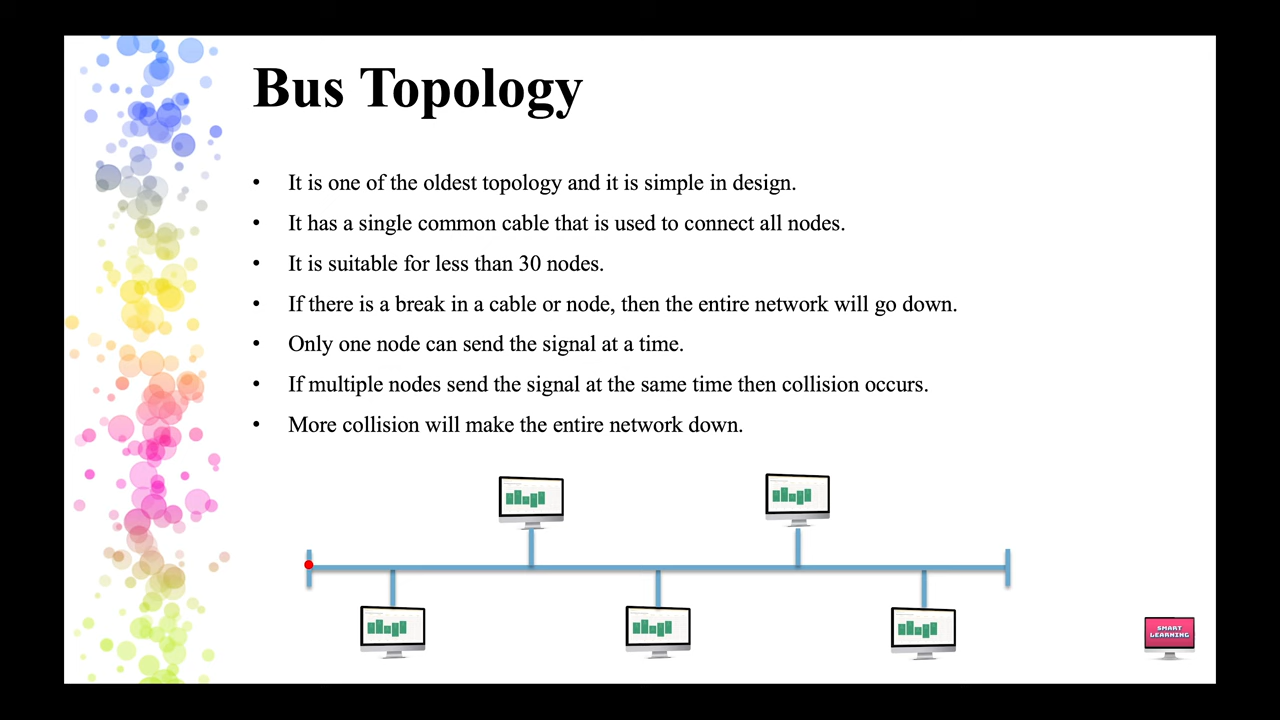 Bus Topology
• It is one of the oldest topology and it is simple in design.
• It has a single common cable that is used to connect all nodes.
• It is suitable for less than 30 nodes.
• If there is a break in a cable or node, then the entire network will go down.
• Only one node can send the signal at a time.
• If multiple nodes send the signal at the same time then collision occurs.
• More collision will make the entire network down.
SMART
LEARNING